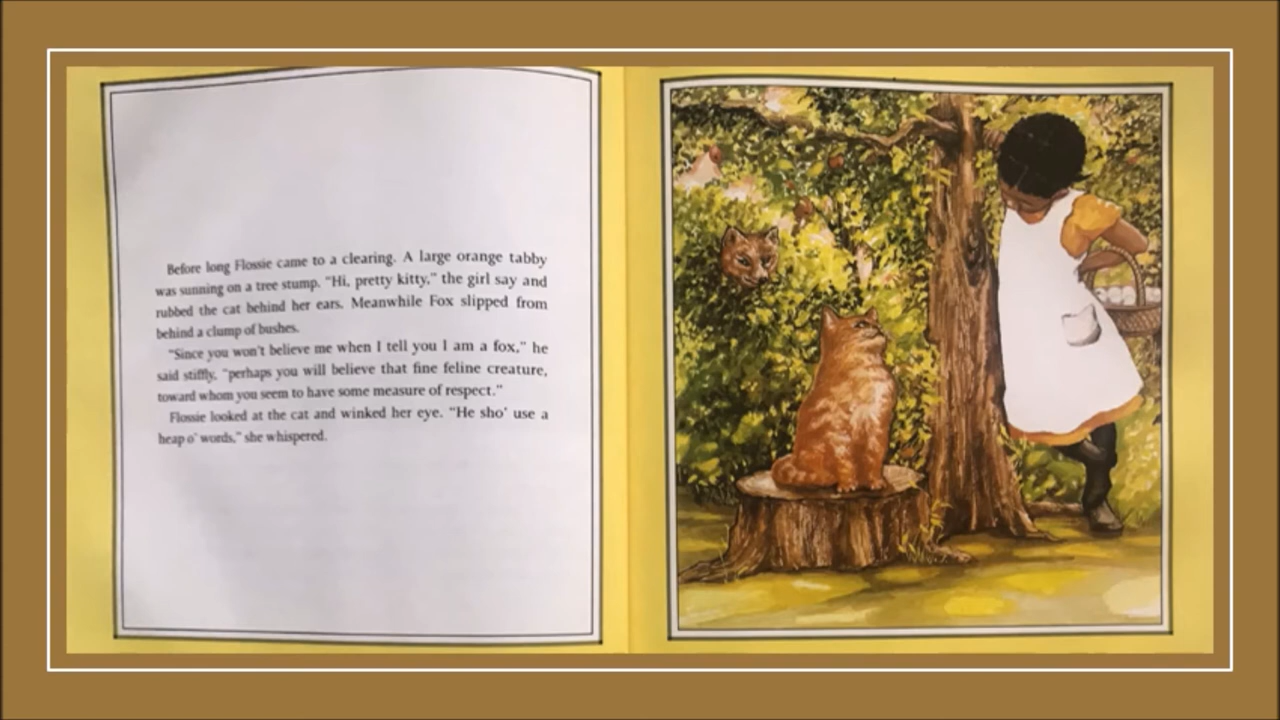 Before long Flossie came to a clearing. A large orange tabby
was sunning on a tree stump. "Hi, pretty kitty," the girl say and
rubbed the cat behind her ears. Meanwhile Fox slipped from
behind a clump of bushes.
"Since you won't believe me when I tell you I am a fox," he
said stiffly, "perhaps you will believe that fine feline creature,
toward whom you seem to have some measure of respect."
Flossie looked at the cat and winked her eye. "He sho' use a
heap o' words," she whispered.